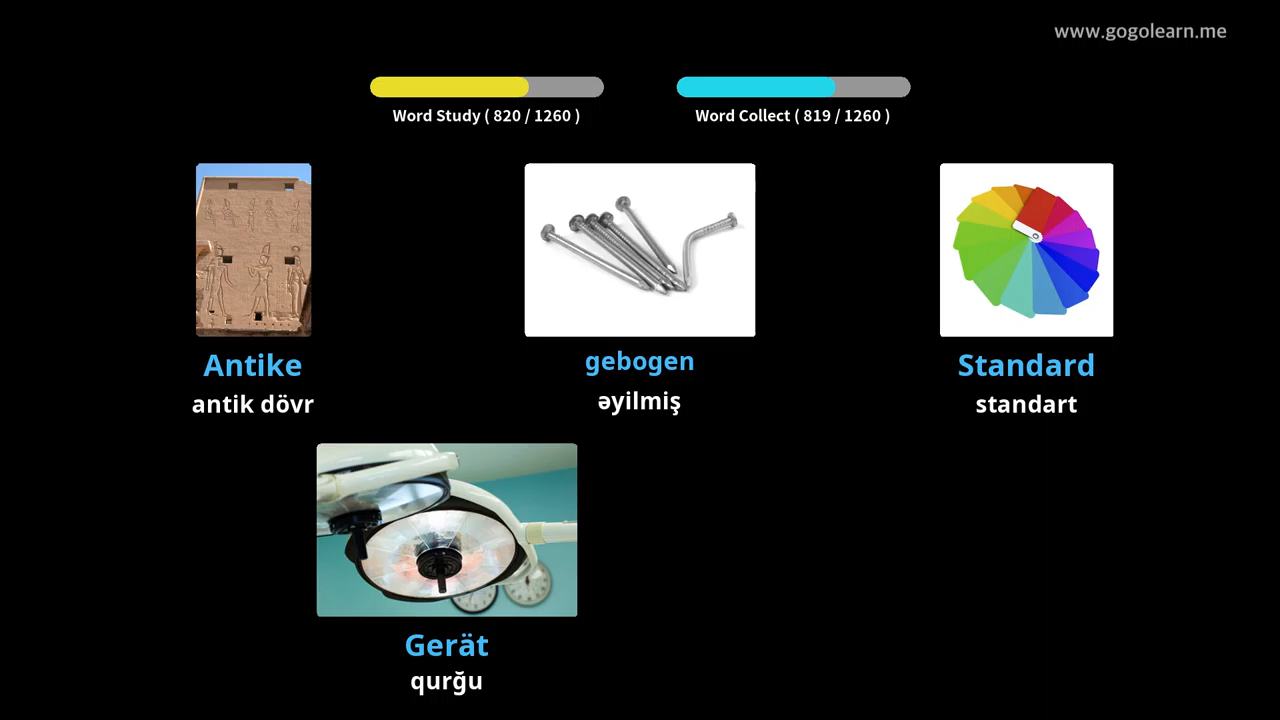 www.gogolearn.me
Word Study ( 820 / 1260 )
Word Collect ( 819 / 1260 )
Antike
antik dövr
gebogen
əyilmiş
Standard
standart
Gerät
qurğu